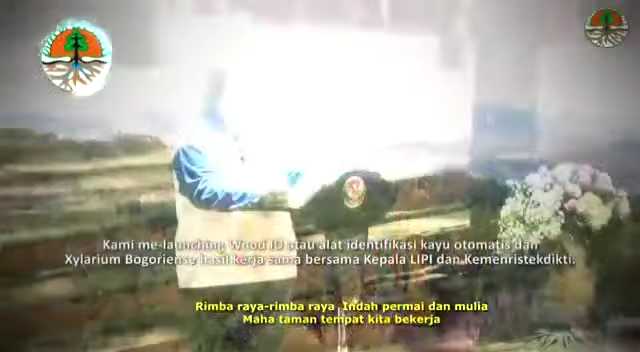 Kami me-launching Wood ID atau alat identifikasi kayu otomatis dan
Xylarium Bogoriense hasil kerja sama bersama Kepala LIPI dan Kemenristekdikti.
Rimba raya-rimba raya Indah permai dan mulia
Maha taman tempat kita bekerja